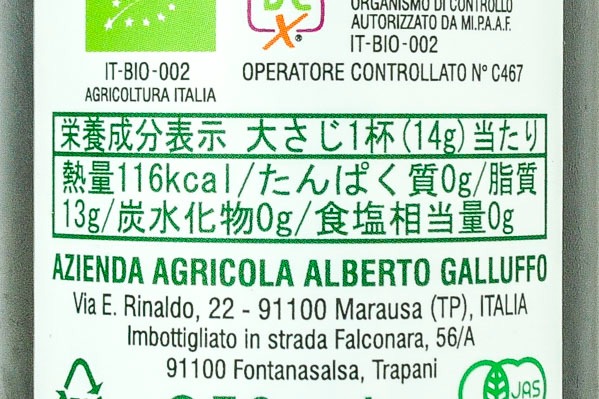 ORGANISMO DI CONTROLLO
AUTORIZZATO DA MI.P.A.A.F.
IT-BIO-002
IT-BIO-002
AGRICOLTURA ITALIA
OPERATORE CONTROLLATO N° C467
栄養成分表示 大さじ1杯(14g)当たり
熱量116kcal/たんぱく質0g/脂質
13g/炭水化物0g/食塩相当量0g
AZIENDA AGRICOLA ALBERTO GALLUFFO
Via E. Rinaldo, 22 - 91100 Marausa (TP), ITALIA
Imbottigliato in strada Falconara, 56/A
91100 Fontanasalsa, Trapani
JAS